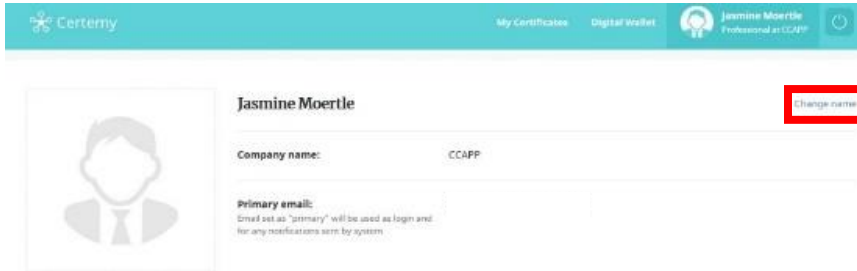 Certemy
My Certificates
Digital Wallet
Jasmine Moertle
Professional at CCAPP
Jasmine Moertle
Change name
Company name:
CCAPP
Primary email:
Email set as "primary" will be used as login and
for any notifications sent by system